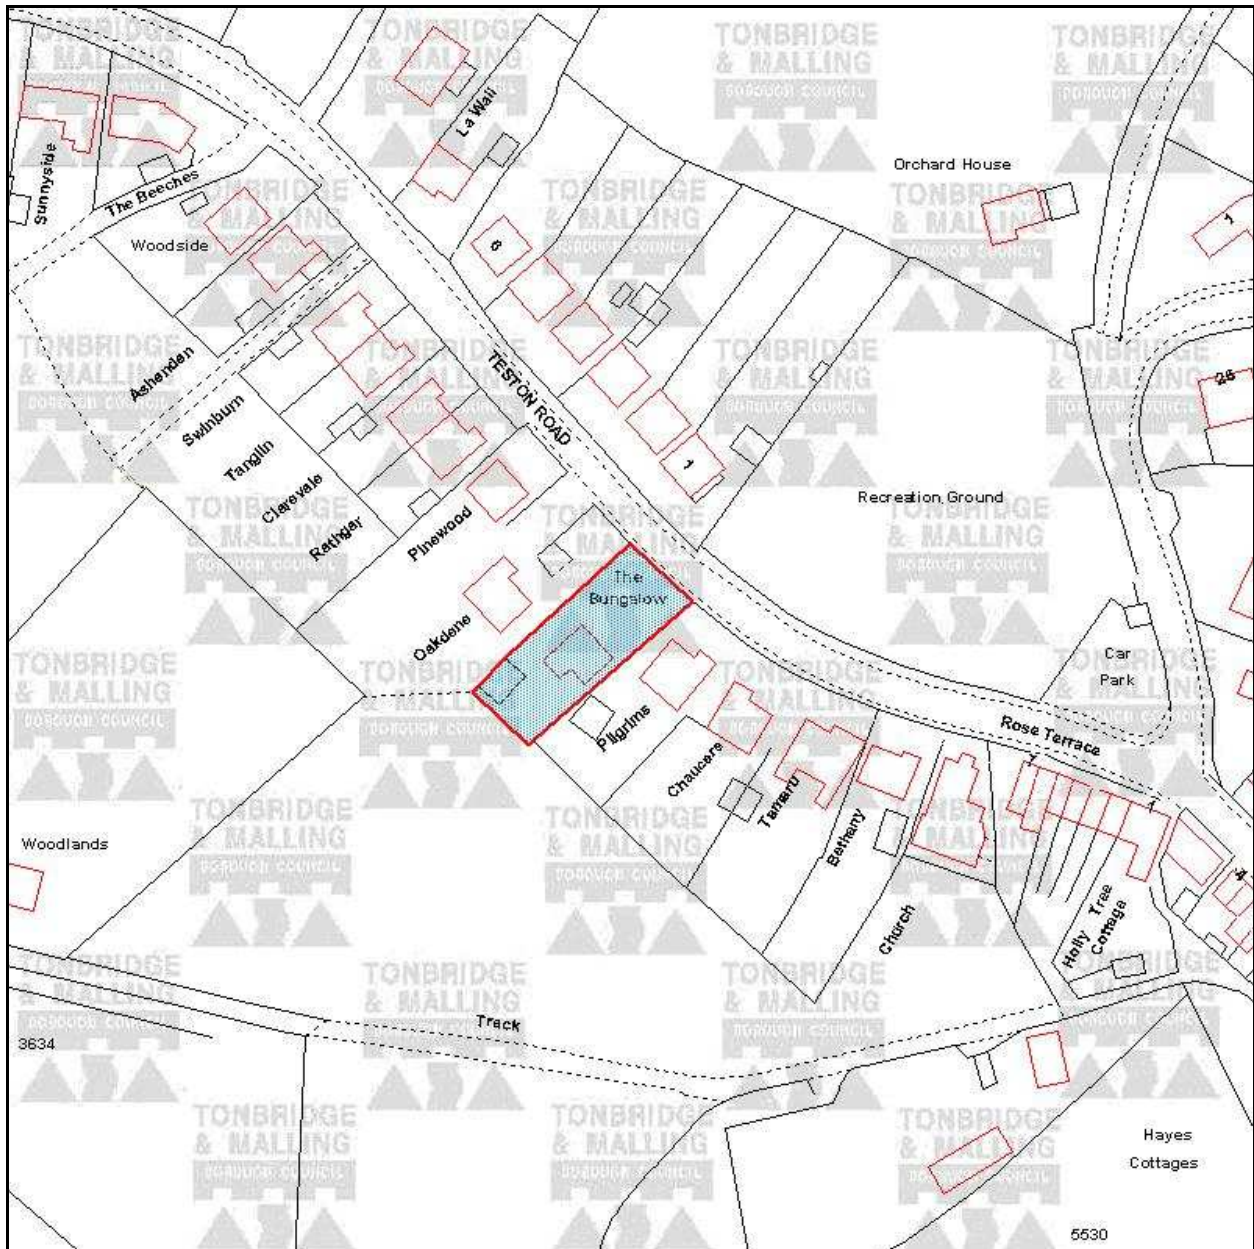 TONBRIDGE
& MALLING
BOROUGH COUNCIL
Sunnyside
The Beeches
Woodside
La Wall
Orchard House
1
6
TESTON ROAD
Ashenden
Swinburn
Tanglin
Clarevale
Rathgar
Pinewood
Oakdene
1
26
Recreation Ground
The
Bungalow
Pilgrims
Chaucers
Tamaru
Bethany
Church
Car
Park
Rose Terrace
7
1
4
Holly Tree
Cottage
Woodlands
Track
3634
Hayes
Cottages
5530